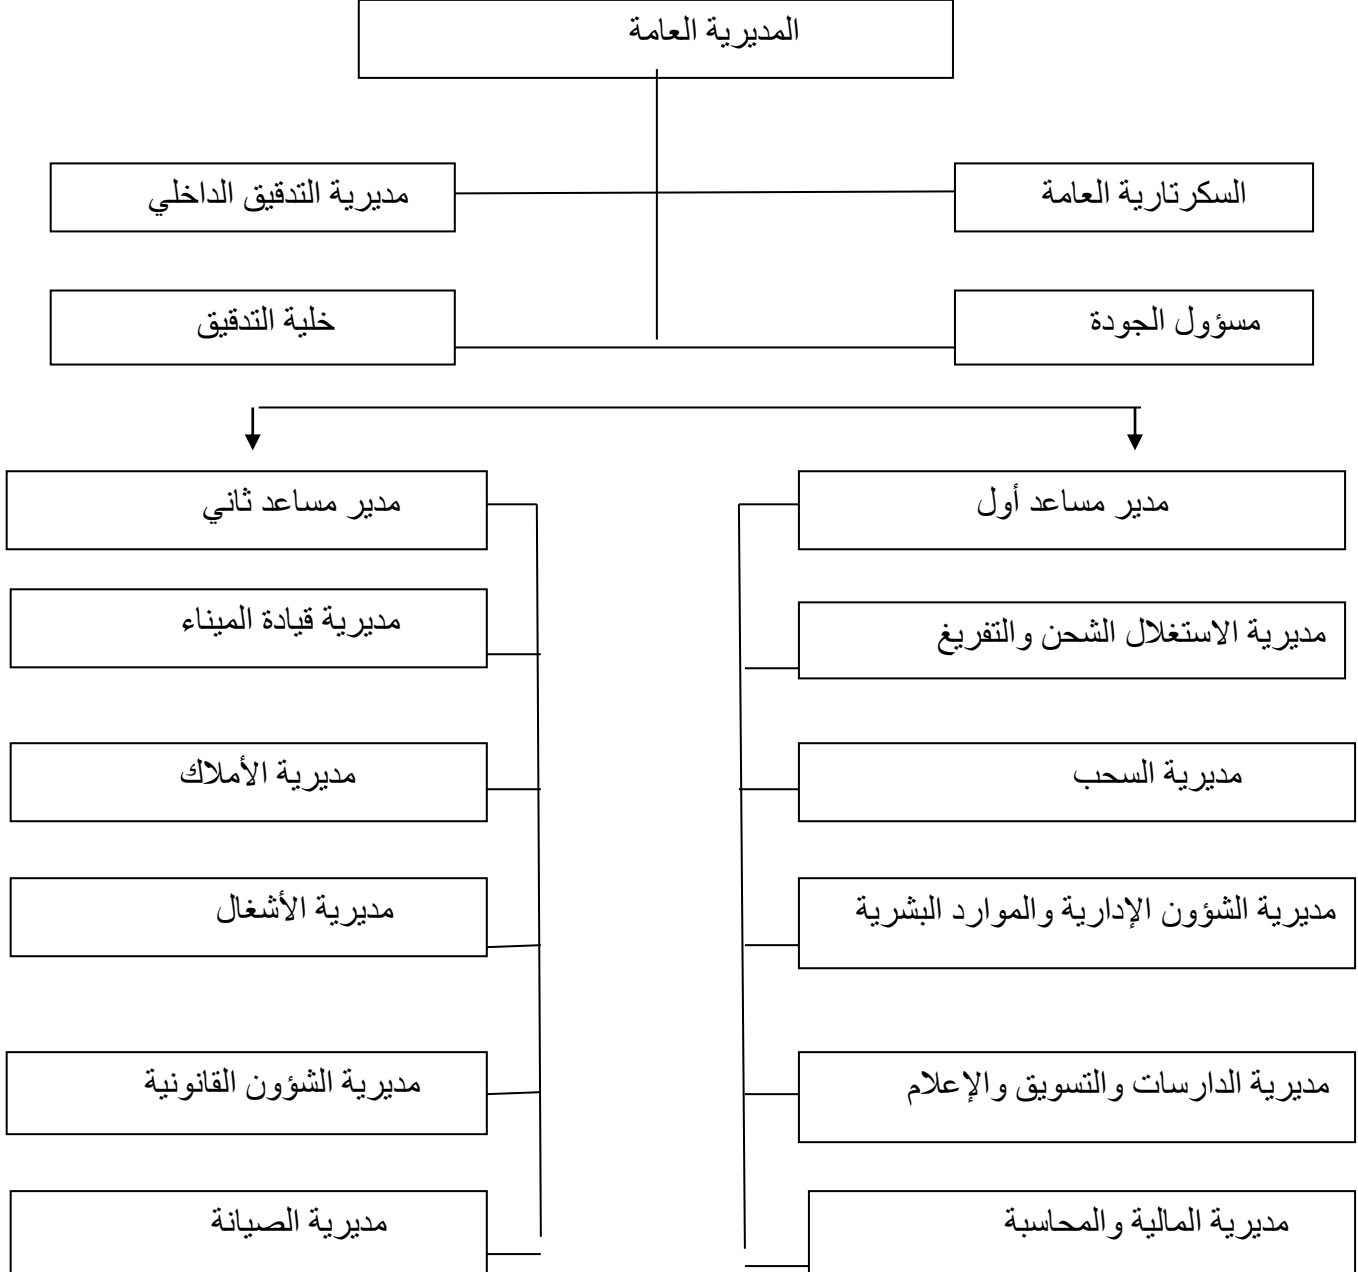 المديرية العامة
السكرتارية العامة
مديرية التدقيق الداخلي
مسؤول الجودة
خلية التدقيق
مدير مساعد أول
مدير مساعد ثاني
مديرية الاستغلال الشحن والتفريغ
مديرية قيادة الميناء
مديرية السحب
مديرية الأملاك
مديرية الشؤون الإدارية والموارد البشرية
مديرية الأشغال
مديرية الدارسات والتسويق والإعلام
مديرية الشؤون القانونية
مديرية المالية والمحاسبة
مديرية الصيانة